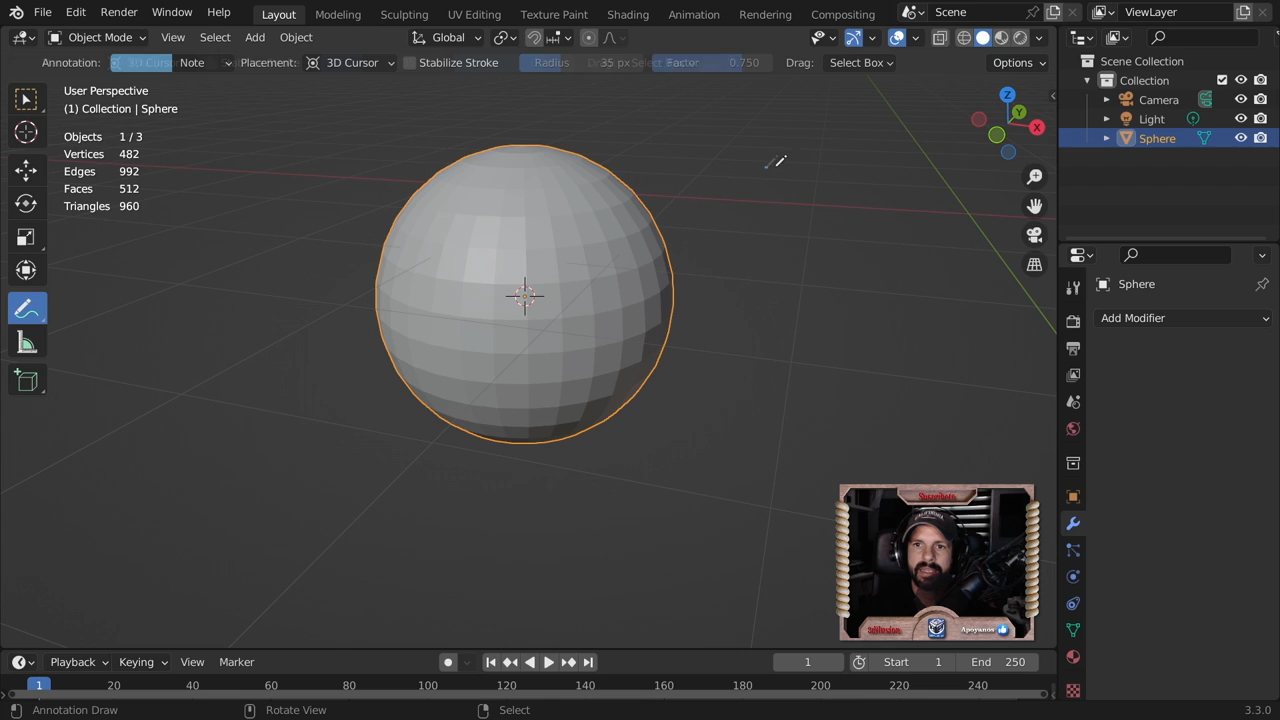 File Edit Render Window Help Layout Modeling Sculpting UV Editing Texture Paint Shading Animation Rendering Compositing Scene ViewLayer
Object Mode View Select Add Object Global
Annotation: 3D Cursor Note Placement: 3D Cursor Stabilize Stroke Radius 35 px Factor 0.750 Drag: Select Box Options
User Perspective
(1) Collection | Sphere
Objects 1 / 3
Vertices 482
Edges 992
Faces 512
Triangles 960
Z
Y
X
Scene Collection
Collection
Camera
Light
Sphere
Sphere
Add Modifier
Apoyanos
Playback Keying View Marker 1 Start 1 End 250
1 20 40 60 80 100 120 140 160 180 200 220 240
Annotation Draw Rotate View Select 3.3.0